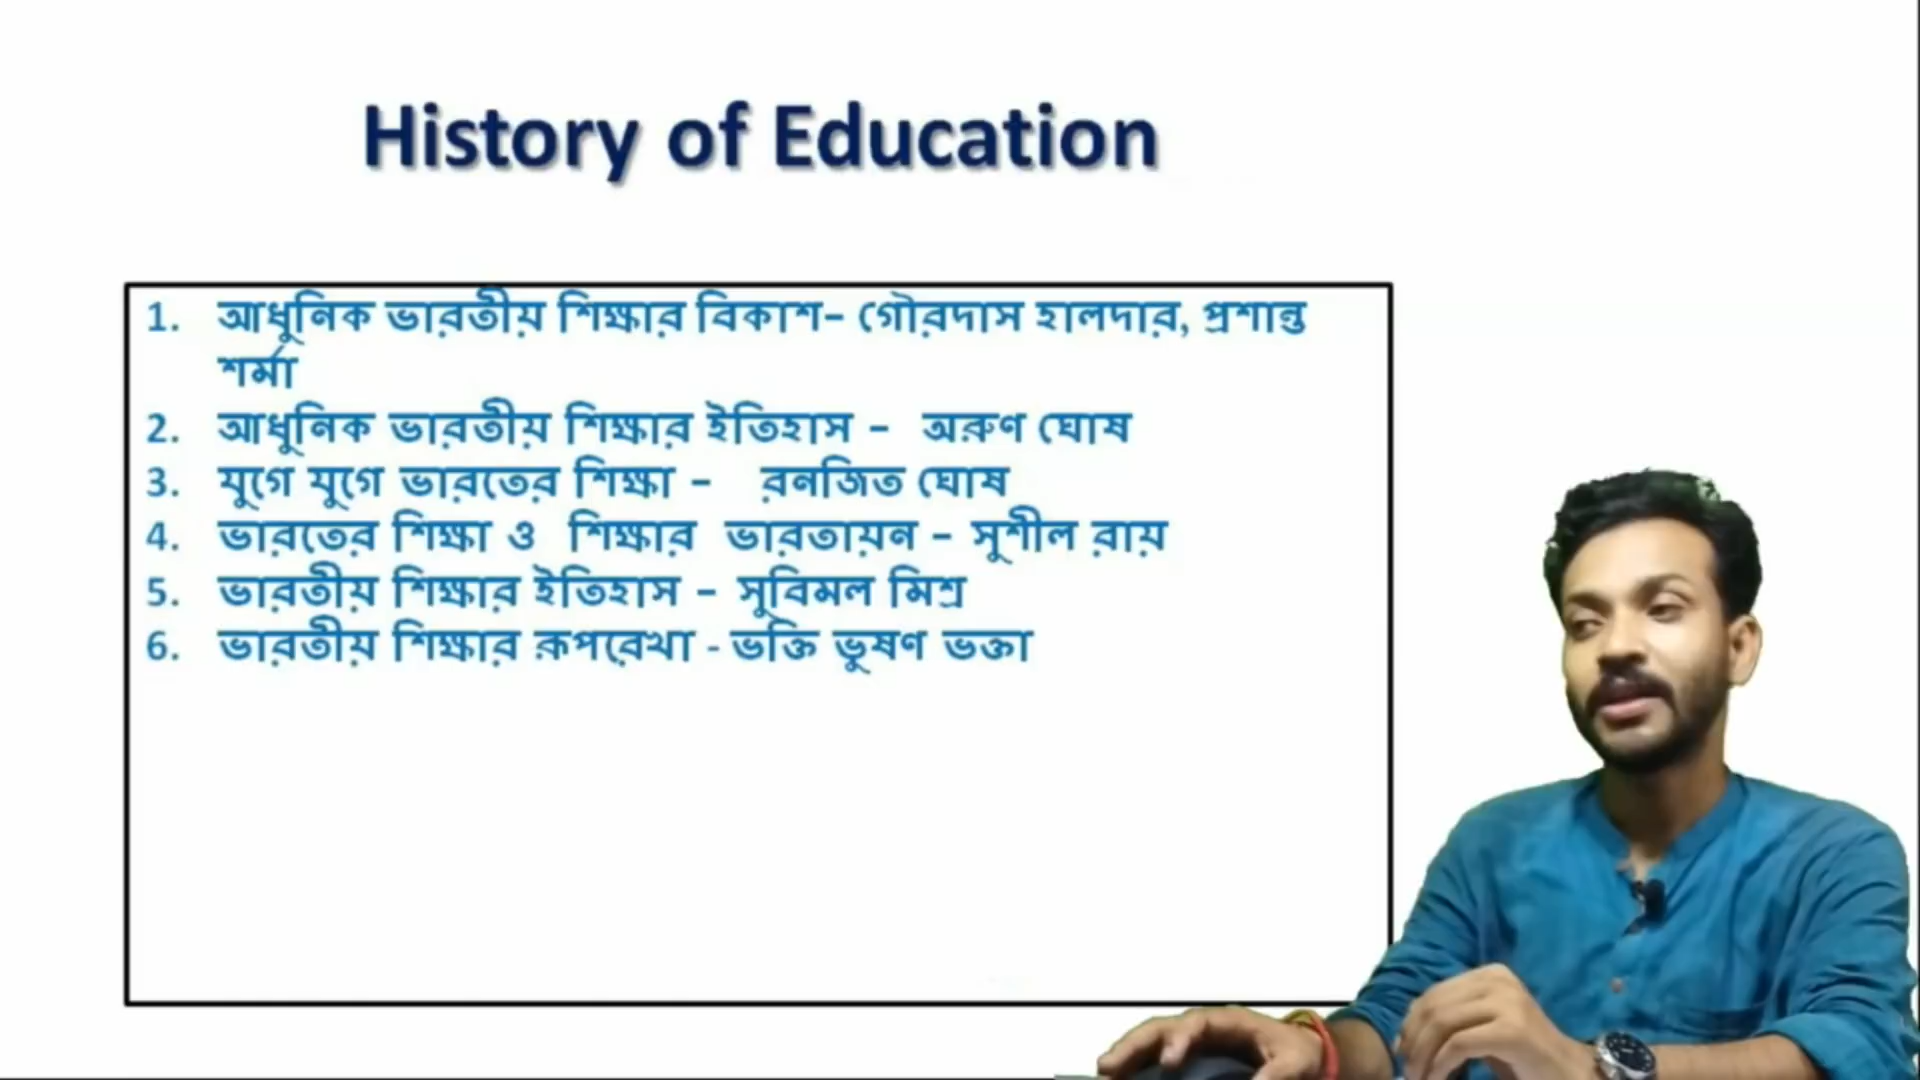 History of Education
1. আধুনিক ভারতীয় শিক্ষার বিকাশ– গৌরদাস হালদার, প্রশান্ত
শর্মা
2. আধুনিক ভারতীয় শিক্ষার ইতিহাস – অরুণ ঘোষ
3. যুগে যুগে ভারতের শিক্ষা – রনজিত ঘোষ
4. ভারতের শিক্ষা ও শিক্ষার ভারতায়ন – সুশীল রায়
5. ভারতীয় শিক্ষার ইতিহাস – সুবিমল মিশ্র
6. ভারতীয় শিক্ষার রূপরেখা - ভক্তি ভুষণ ভক্তা